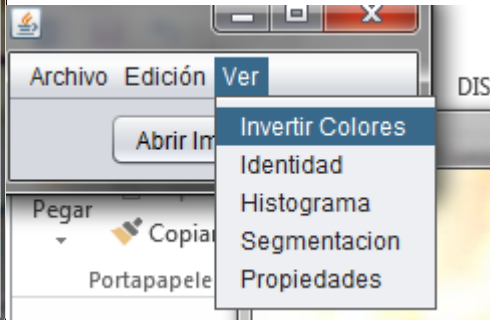 Archivo Edición Ver
DIS
Abrir Im
Invertir Colores
Identidad
Histograma
Segmentacion
Propiedades
Pegar
Copiar
Portapapele